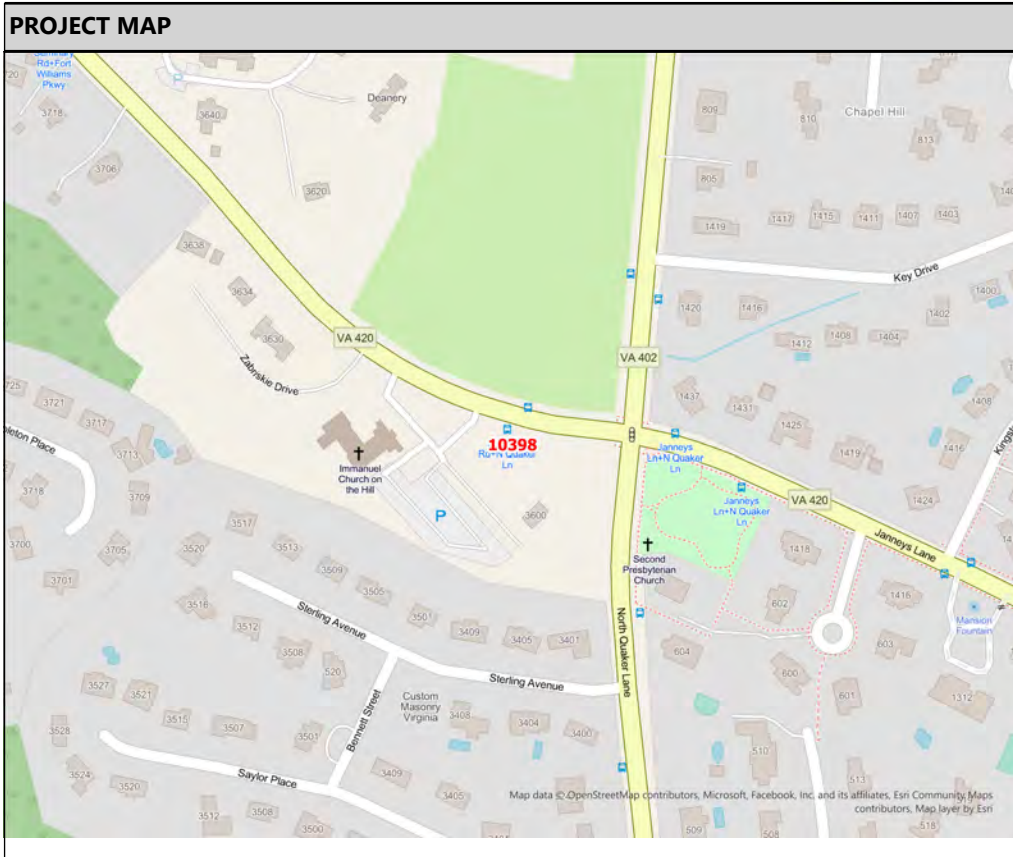 PROJECT MAP
Rd+Fort
Williams
Pkwy
3718
3706
3640
Deanery
3620
809
810
Chapel Hill
813
805
1419
1417
1415
1411
1407
1403
3638
3634
3630
Zabriskie Drive
VA 420
VA 402
Key Drive
1400
1402
1420
1416
1412
1408
1404
1437
1431
1425
1419
1408
1416
1424
3721
3717
3713
3718
3709
3700
3705
3701
Immanuel
Church on
the Hill
P
10398
Ln
3600
Janneys
Ln+N Quaker
Ln
Janneys
Ln+N Quaker
Ln
VA 420
Janneys Lane
Second
Presbyterian
Church
1418
1416
602
603
604
600
601
Mansion
Fountain
1312
North Quaker Lane
3517
3520
3513
3509
3505
3501
3409
3405
3401
3516
3512
3508
520
Sterling Avenue
Sterling Avenue
Bennett Street
Custom
Masonry
Virginia
3408
3404
3400
3527
3521
3515
3507
3501
3528
3524
3520
Saylor Place
3512
3508
3500
3409
3405
510
513
509
508
518
Map data © OpenStreetMap contributors, Microsoft, Facebook, Inc. and its affiliates, Esri Community Maps
contributors, Map layer by Esri